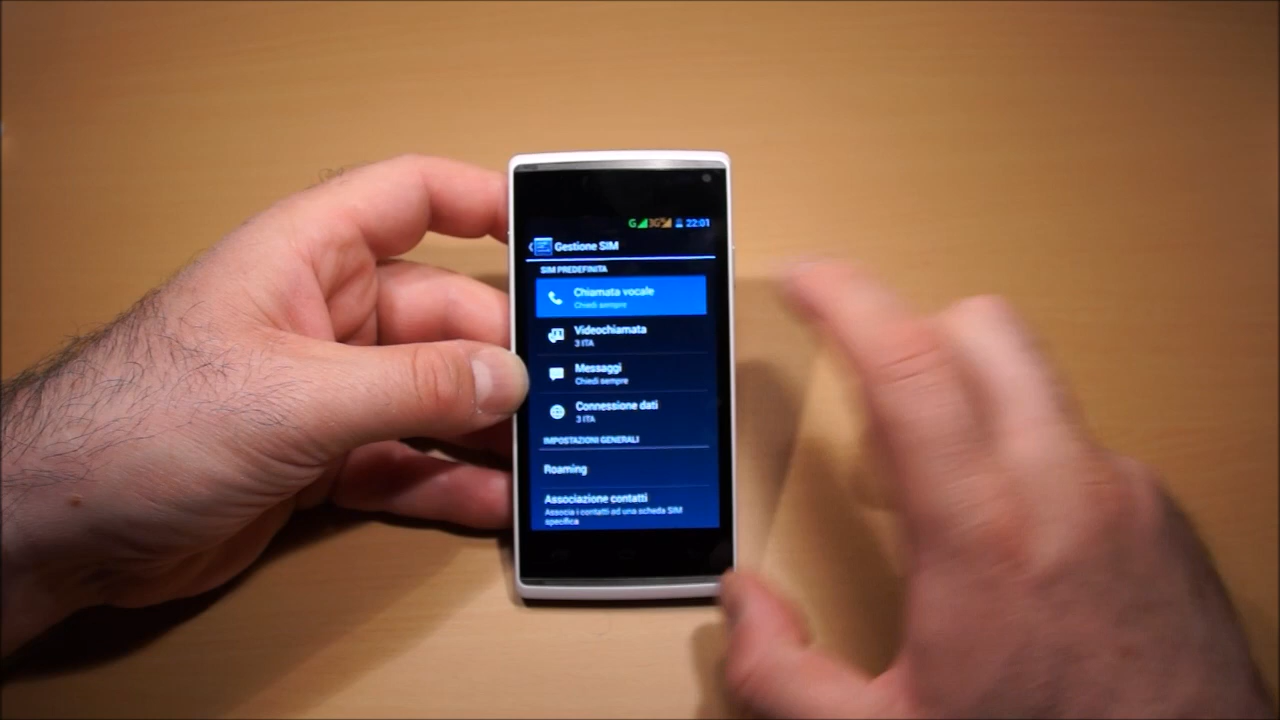 G 3G 22:01
Gestione SIM
SIM PREDEFINITA
Chiamata vocale
Chiedi sempre
Videochiamata
3 ITA
Messaggi
Chiedi sempre
Connessione dati
3 ITA
IMPOSTAZIONI GENERALI
Roaming
Associazione contatti
Associa i contatti ad una scheda SIM
specifica